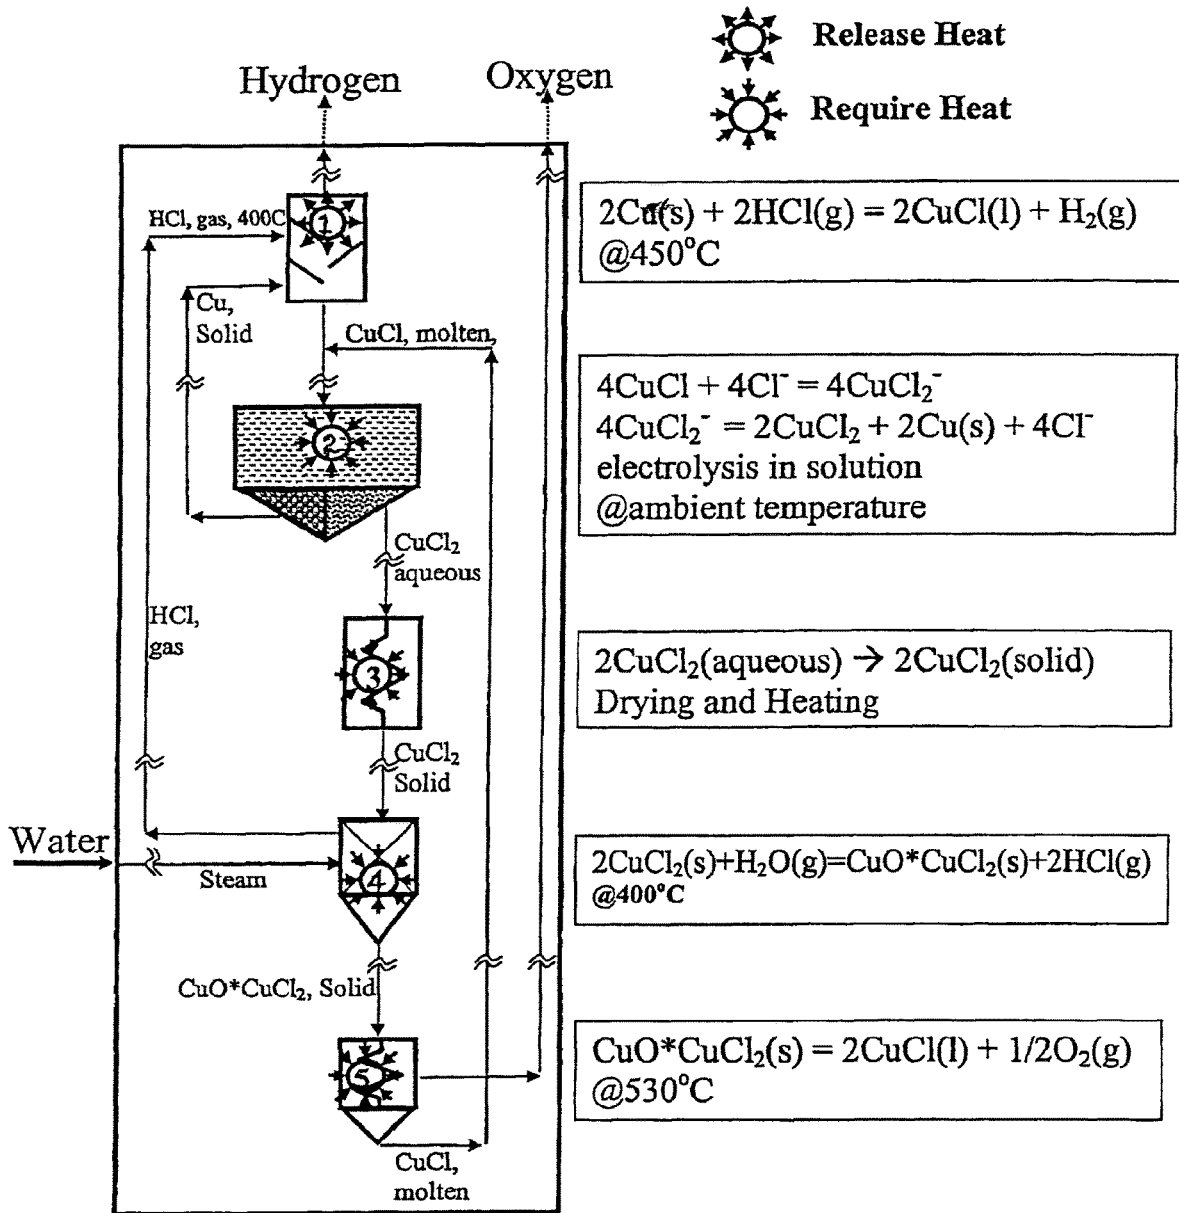 Release Heat
Require Heat
Hydrogen
Oxygen
1
HCl, gas, 400C
Cu,
Solid
CuCl, molten,
2
CuCl₂
aqueous
HCl,
gas
3
CuCl₂
Solid
Water
Steam
4
CuO*CuCl₂, Solid
5
CuCl,
molten
2Cu(s) + 2HCl(g) = 2CuCl(l) + H₂(g)
@450°C
4CuCl + 4Cl⁻ = 4CuCl₂⁻
4CuCl₂⁻ = 2CuCl₂ + 2Cu(s) + 4Cl⁻
electrolysis in solution
@ambient temperature
2CuCl₂(aqueous) → 2CuCl₂(solid)
Drying and Heating
2CuCl₂(s)+H₂O(g)=CuO*CuCl₂(s)+2HCl(g)
@400°C
CuO*CuCl₂(s) = 2CuCl(l) + 1/2O₂(g)
@530°C